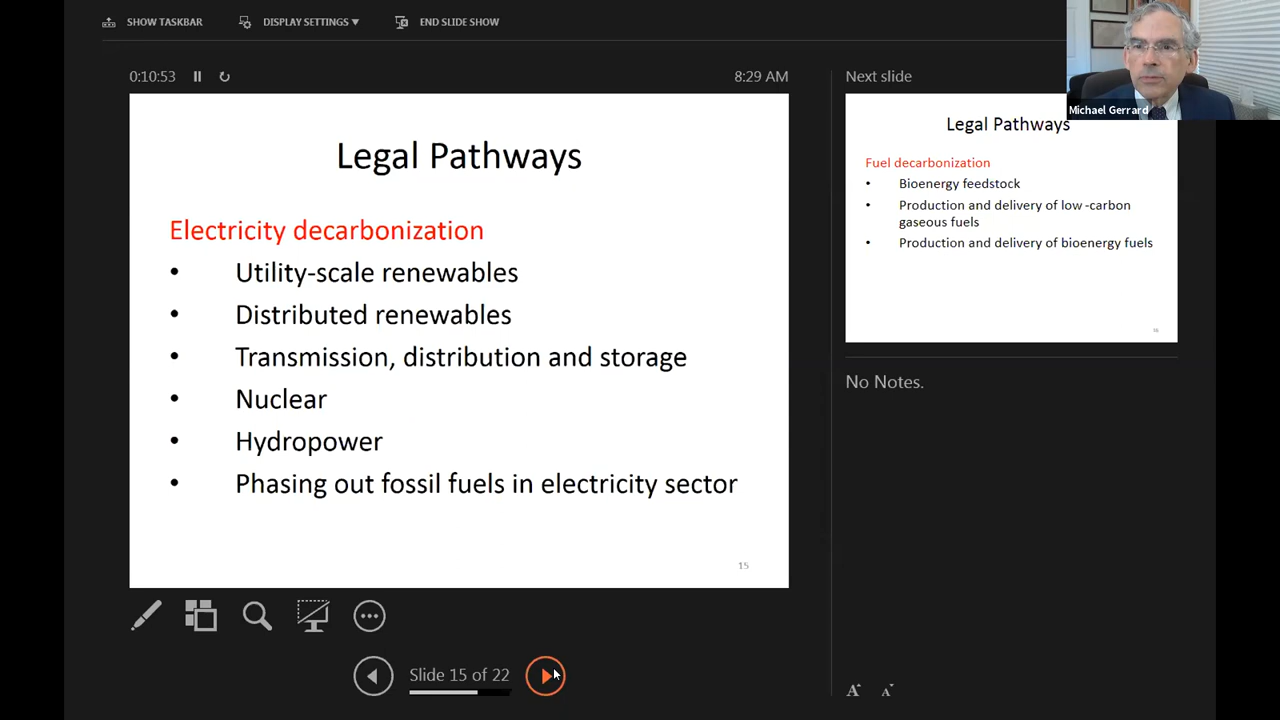 SHOW TASKBAR
DISPLAY SETTINGS ▼
END SLIDE SHOW
0:10:53
8:29 AM
Legal Pathways
Electricity decarbonization
• Utility-scale renewables
• Distributed renewables
• Transmission, distribution and storage
• Nuclear
• Hydropower
• Phasing out fossil fuels in electricity sector
15
Slide 15 of 22
Next slide
Michael Gerrard
Legal Pathways
Fuel decarbonization
• Bioenergy feedstock
• Production and delivery of low -carbon
gaseous fuels
• Production and delivery of bioenergy fuels
16
No Notes.
A A